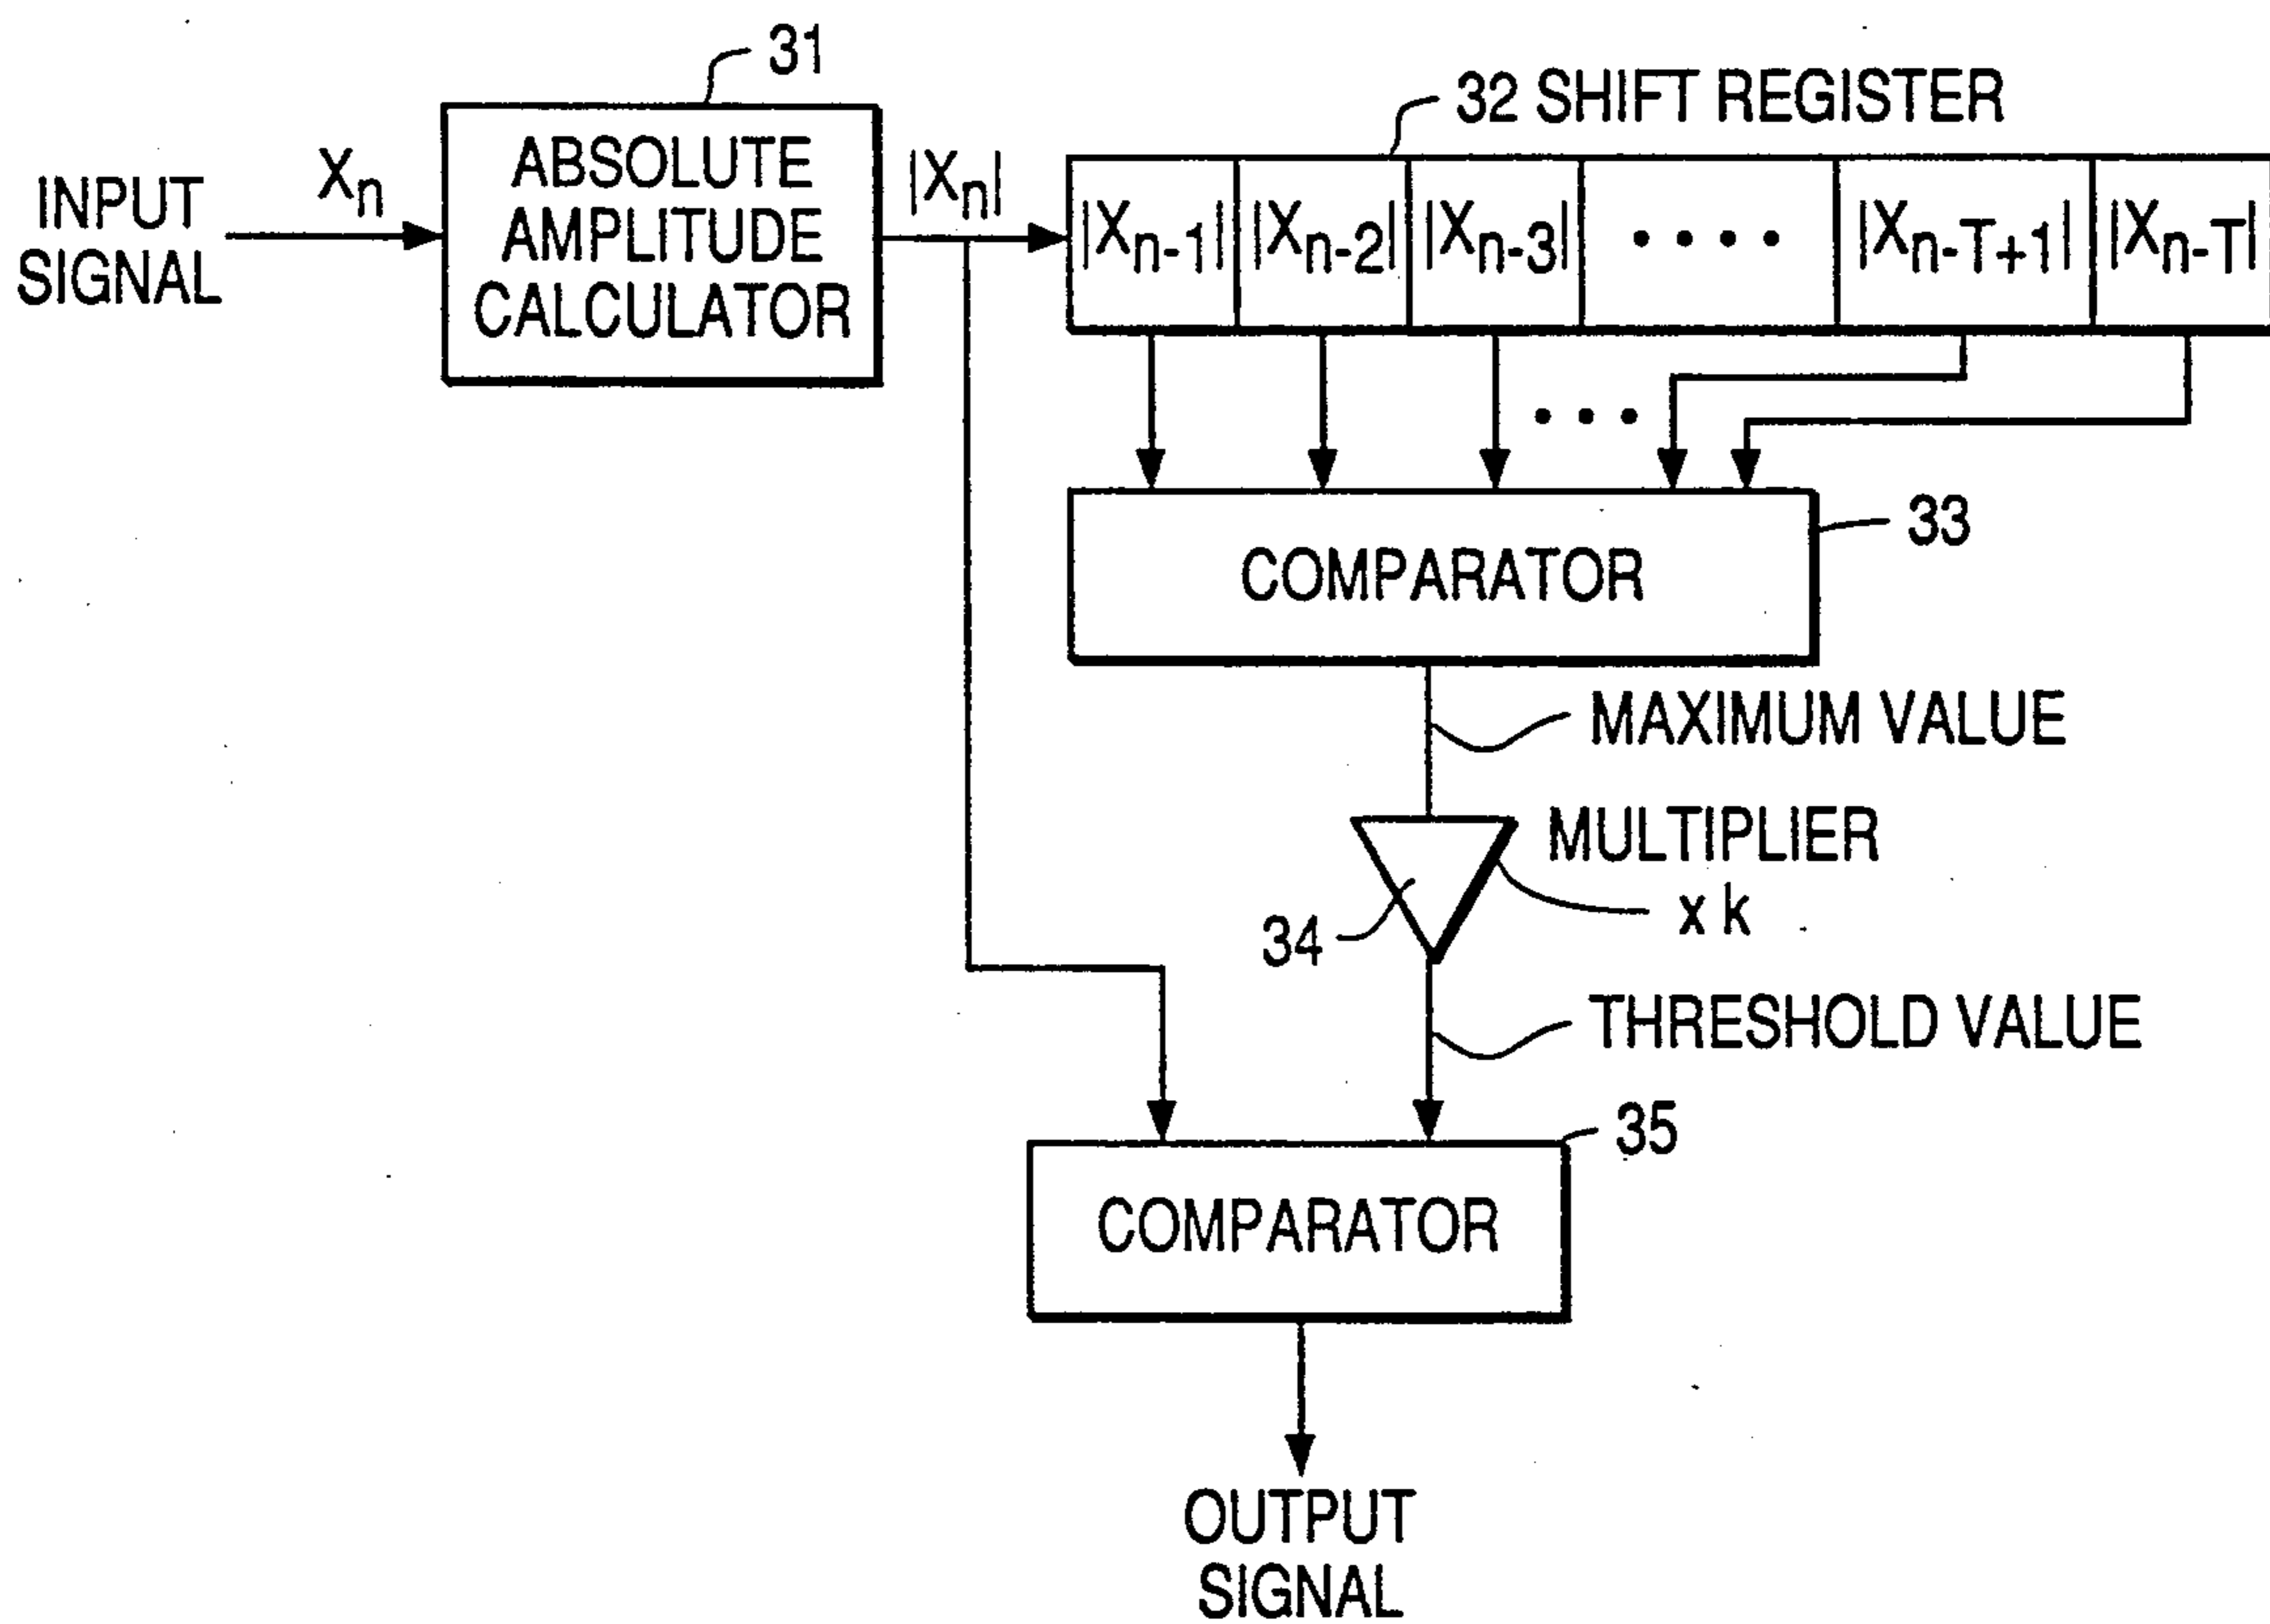 31
32 SHIFT REGISTER
INPUT
SIGNAL
Xn
ABSOLUTE
AMPLITUDE
CALCULATOR
|Xn|
|Xn-1| |Xn-2| |Xn-3| •••• |Xn-T+1| |Xn-T|
•••
33
COMPARATOR
MAXIMUM VALUE
MULTIPLIER
x k
34
THRESHOLD VALUE
35
COMPARATOR
OUTPUT
SIGNAL